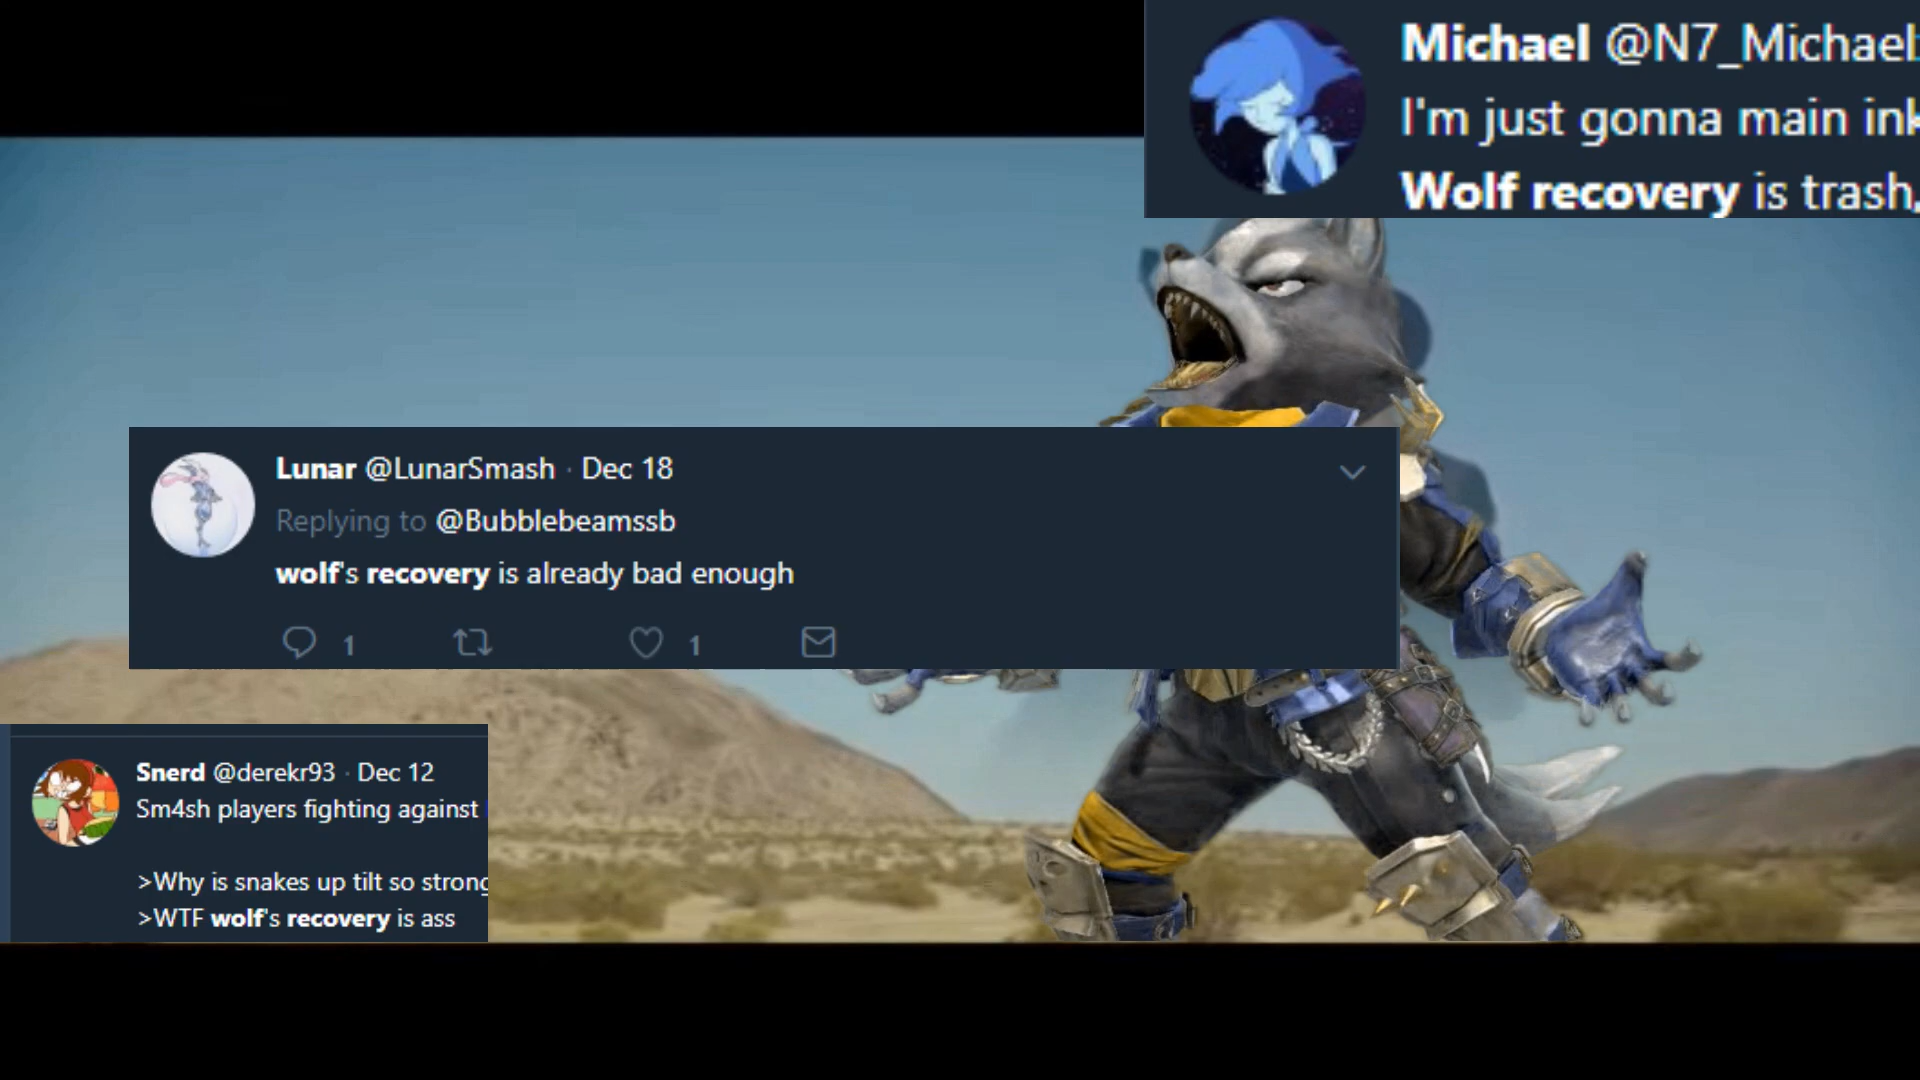 Michael @N7_Michael
I'm just gonna main ink
Wolf recovery is trash,
Lunar @LunarSmash · Dec 18
Replying to @Bubblebeamssb
wolf's recovery is already bad enough
1 1
Snerd @derekr93 · Dec 12
Sm4sh players fighting against
>Why is snakes up tilt so strong
>WTF wolf's recovery is ass